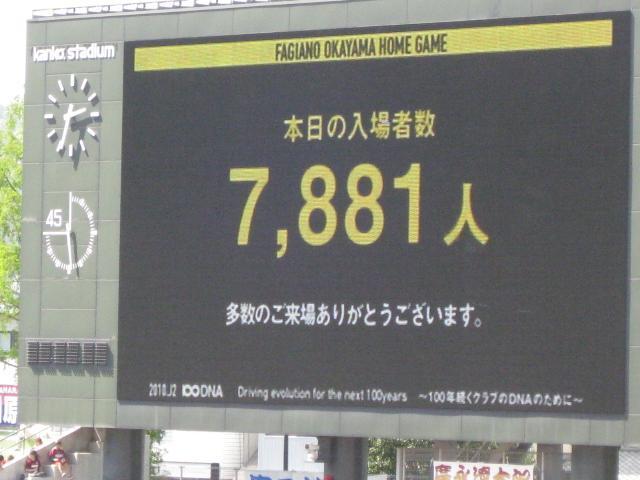 kanko stadium
FAGIANO OKAYAMA HOME GAME
本日の入場者数
7,881人
45
多数のご来場ありがとうございます。
2018.J2 100DNA Driving evolution for the next 100years ～100年続くクラブのDNAのために～